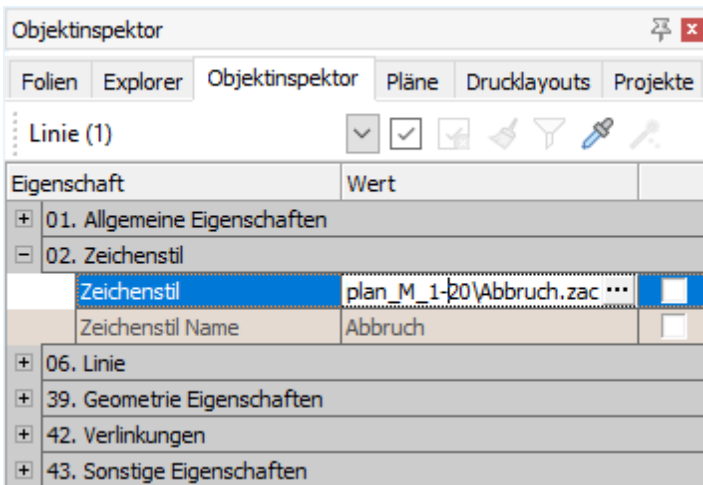 Objektinspektor
Folien Explorer Objektinspektor Pläne Drucklayouts Projekte
Linie (1)
Eigenschaft Wert
01. Allgemeine Eigenschaften
02. Zeichenstil
Zeichenstil plan_M_1-20\Abbruch.zac ...
Zeichenstil Name Abbruch
06. Linie
39. Geometrie Eigenschaften
42. Verlinkungen
43. Sonstige Eigenschaften